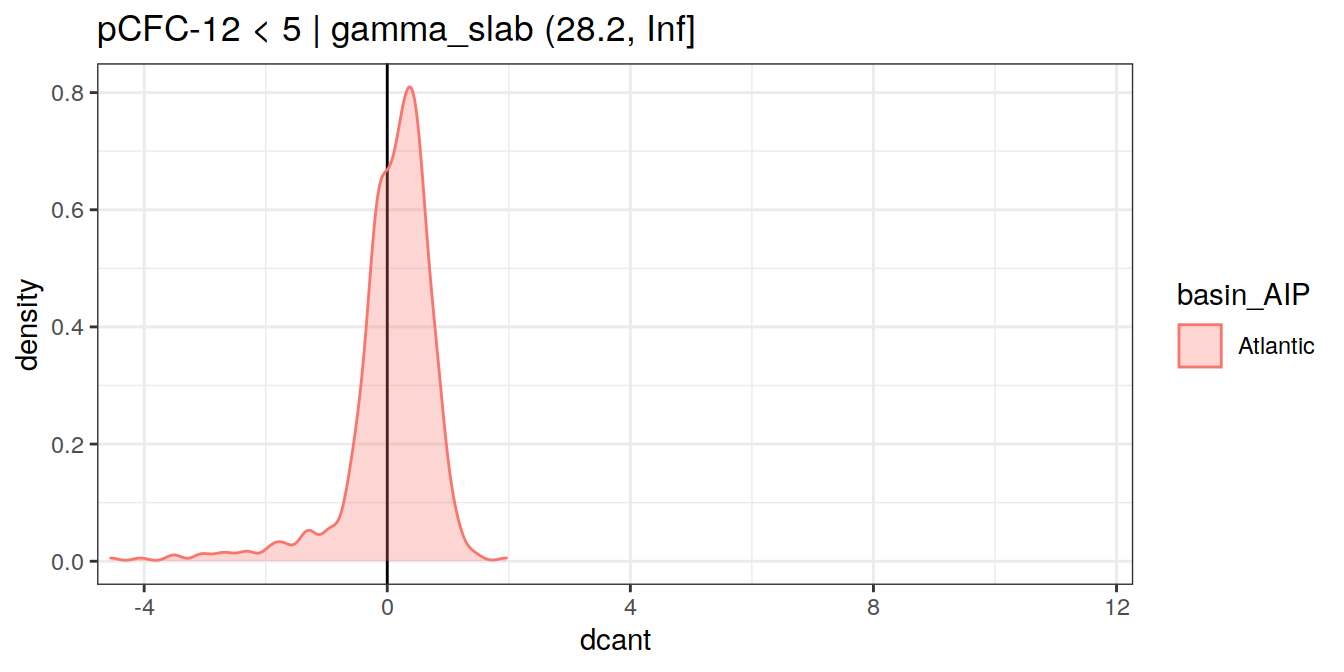 pCFC-12 < 5 | gamma_slab (28.2, Inf]
0.8
0.6
0.4
0.2
0.0
density
-4 0 4 8 12
dcant
basin_AIP
Atlantic